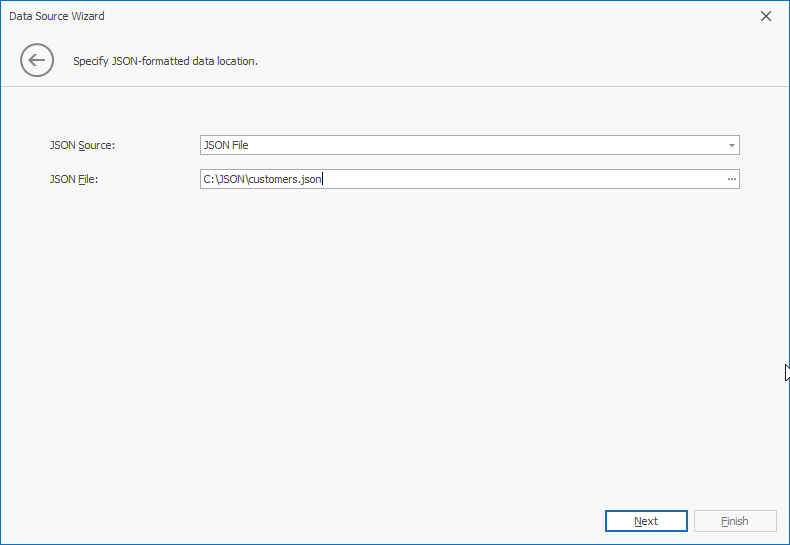 Data Source Wizard
Specify JSON-formatted data location.
JSON Source: JSON File
JSON File: C:\JSON\customers.json ...
Next Finish